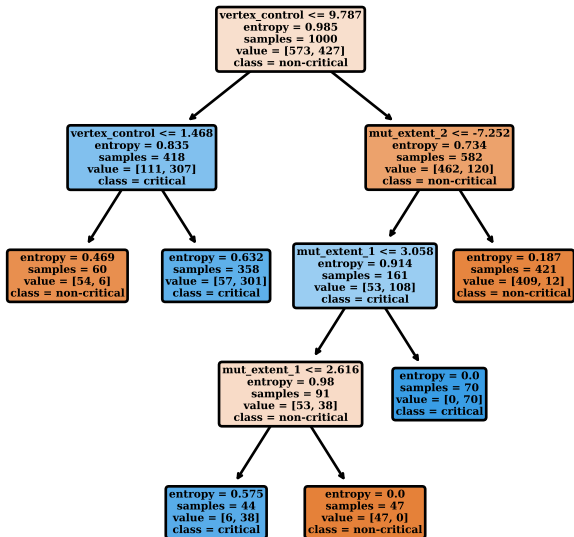 vertex_control <= 9.787
entropy = 0.985
samples = 1000
value = [573, 427]
class = non-critical
vertex_control <= 1.468
entropy = 0.835
samples = 418
value = [111, 307]
class = critical
mut_extent_2 <= -7.252
entropy = 0.734
samples = 582
value = [462, 120]
class = non-critical
entropy = 0.469
samples = 60
value = [54, 6]
class = non-critical
entropy = 0.632
samples = 358
value = [57, 301]
class = critical
mut_extent_1 <= 3.058
entropy = 0.914
samples = 161
value = [53, 108]
class = critical
entropy = 0.187
samples = 421
value = [409, 12]
class = non-critical
mut_extent_1 <= 2.616
entropy = 0.98
samples = 91
value = [53, 38]
class = non-critical
entropy = 0.0
samples = 70
value = [0, 70]
class = critical
entropy = 0.575
samples = 44
value = [6, 38]
class = critical
entropy = 0.0
samples = 47
value = [47, 0]
class = non-critical